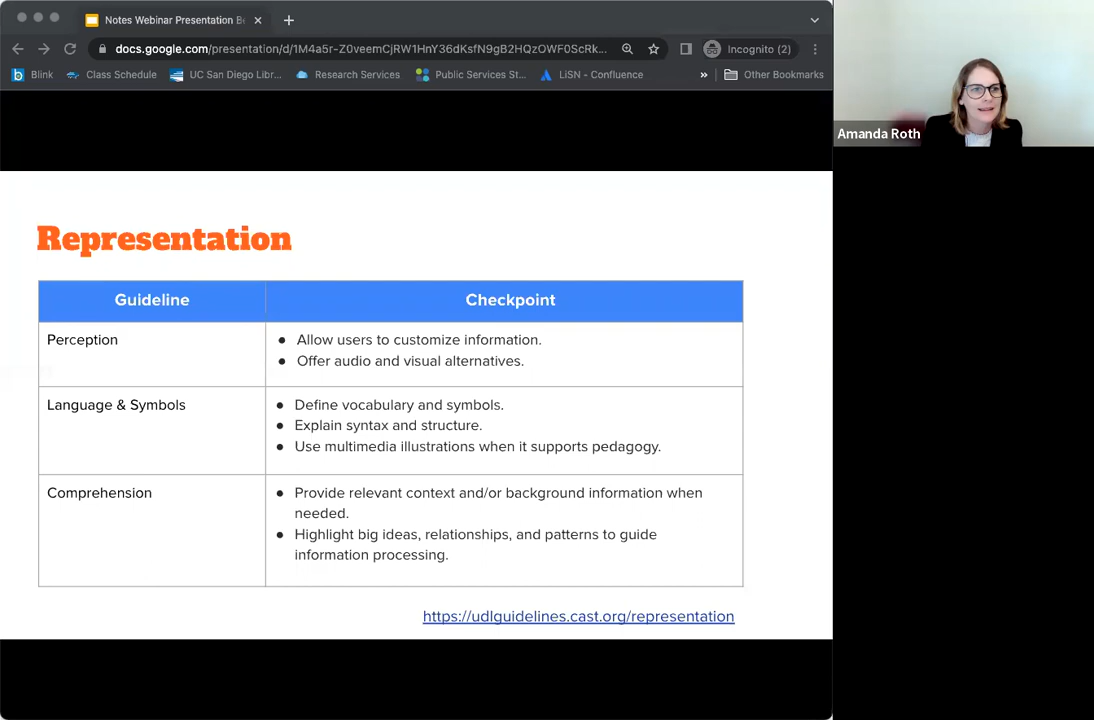 Notes Webinar Presentation Be
docs.google.com/presentation/d/1M4a5r-Z0veemCjRW1HnY36dKsfN9gB2HQzOWF0ScRk...
Incognito (2)
Blink
Class Schedule
UC San Diego Libr...
Research Services
Public Services St...
LiSN - Confluence
»
Other Bookmarks
Amanda Roth
Representation
Guideline
Checkpoint
Perception
● Allow users to customize information.
● Offer audio and visual alternatives.
Language & Symbols
● Define vocabulary and symbols.
● Explain syntax and structure.
● Use multimedia illustrations when it supports pedagogy.
Comprehension
● Provide relevant context and/or background information when
needed.
● Highlight big ideas, relationships, and patterns to guide
information processing.
https://udlguidelines.cast.org/representation